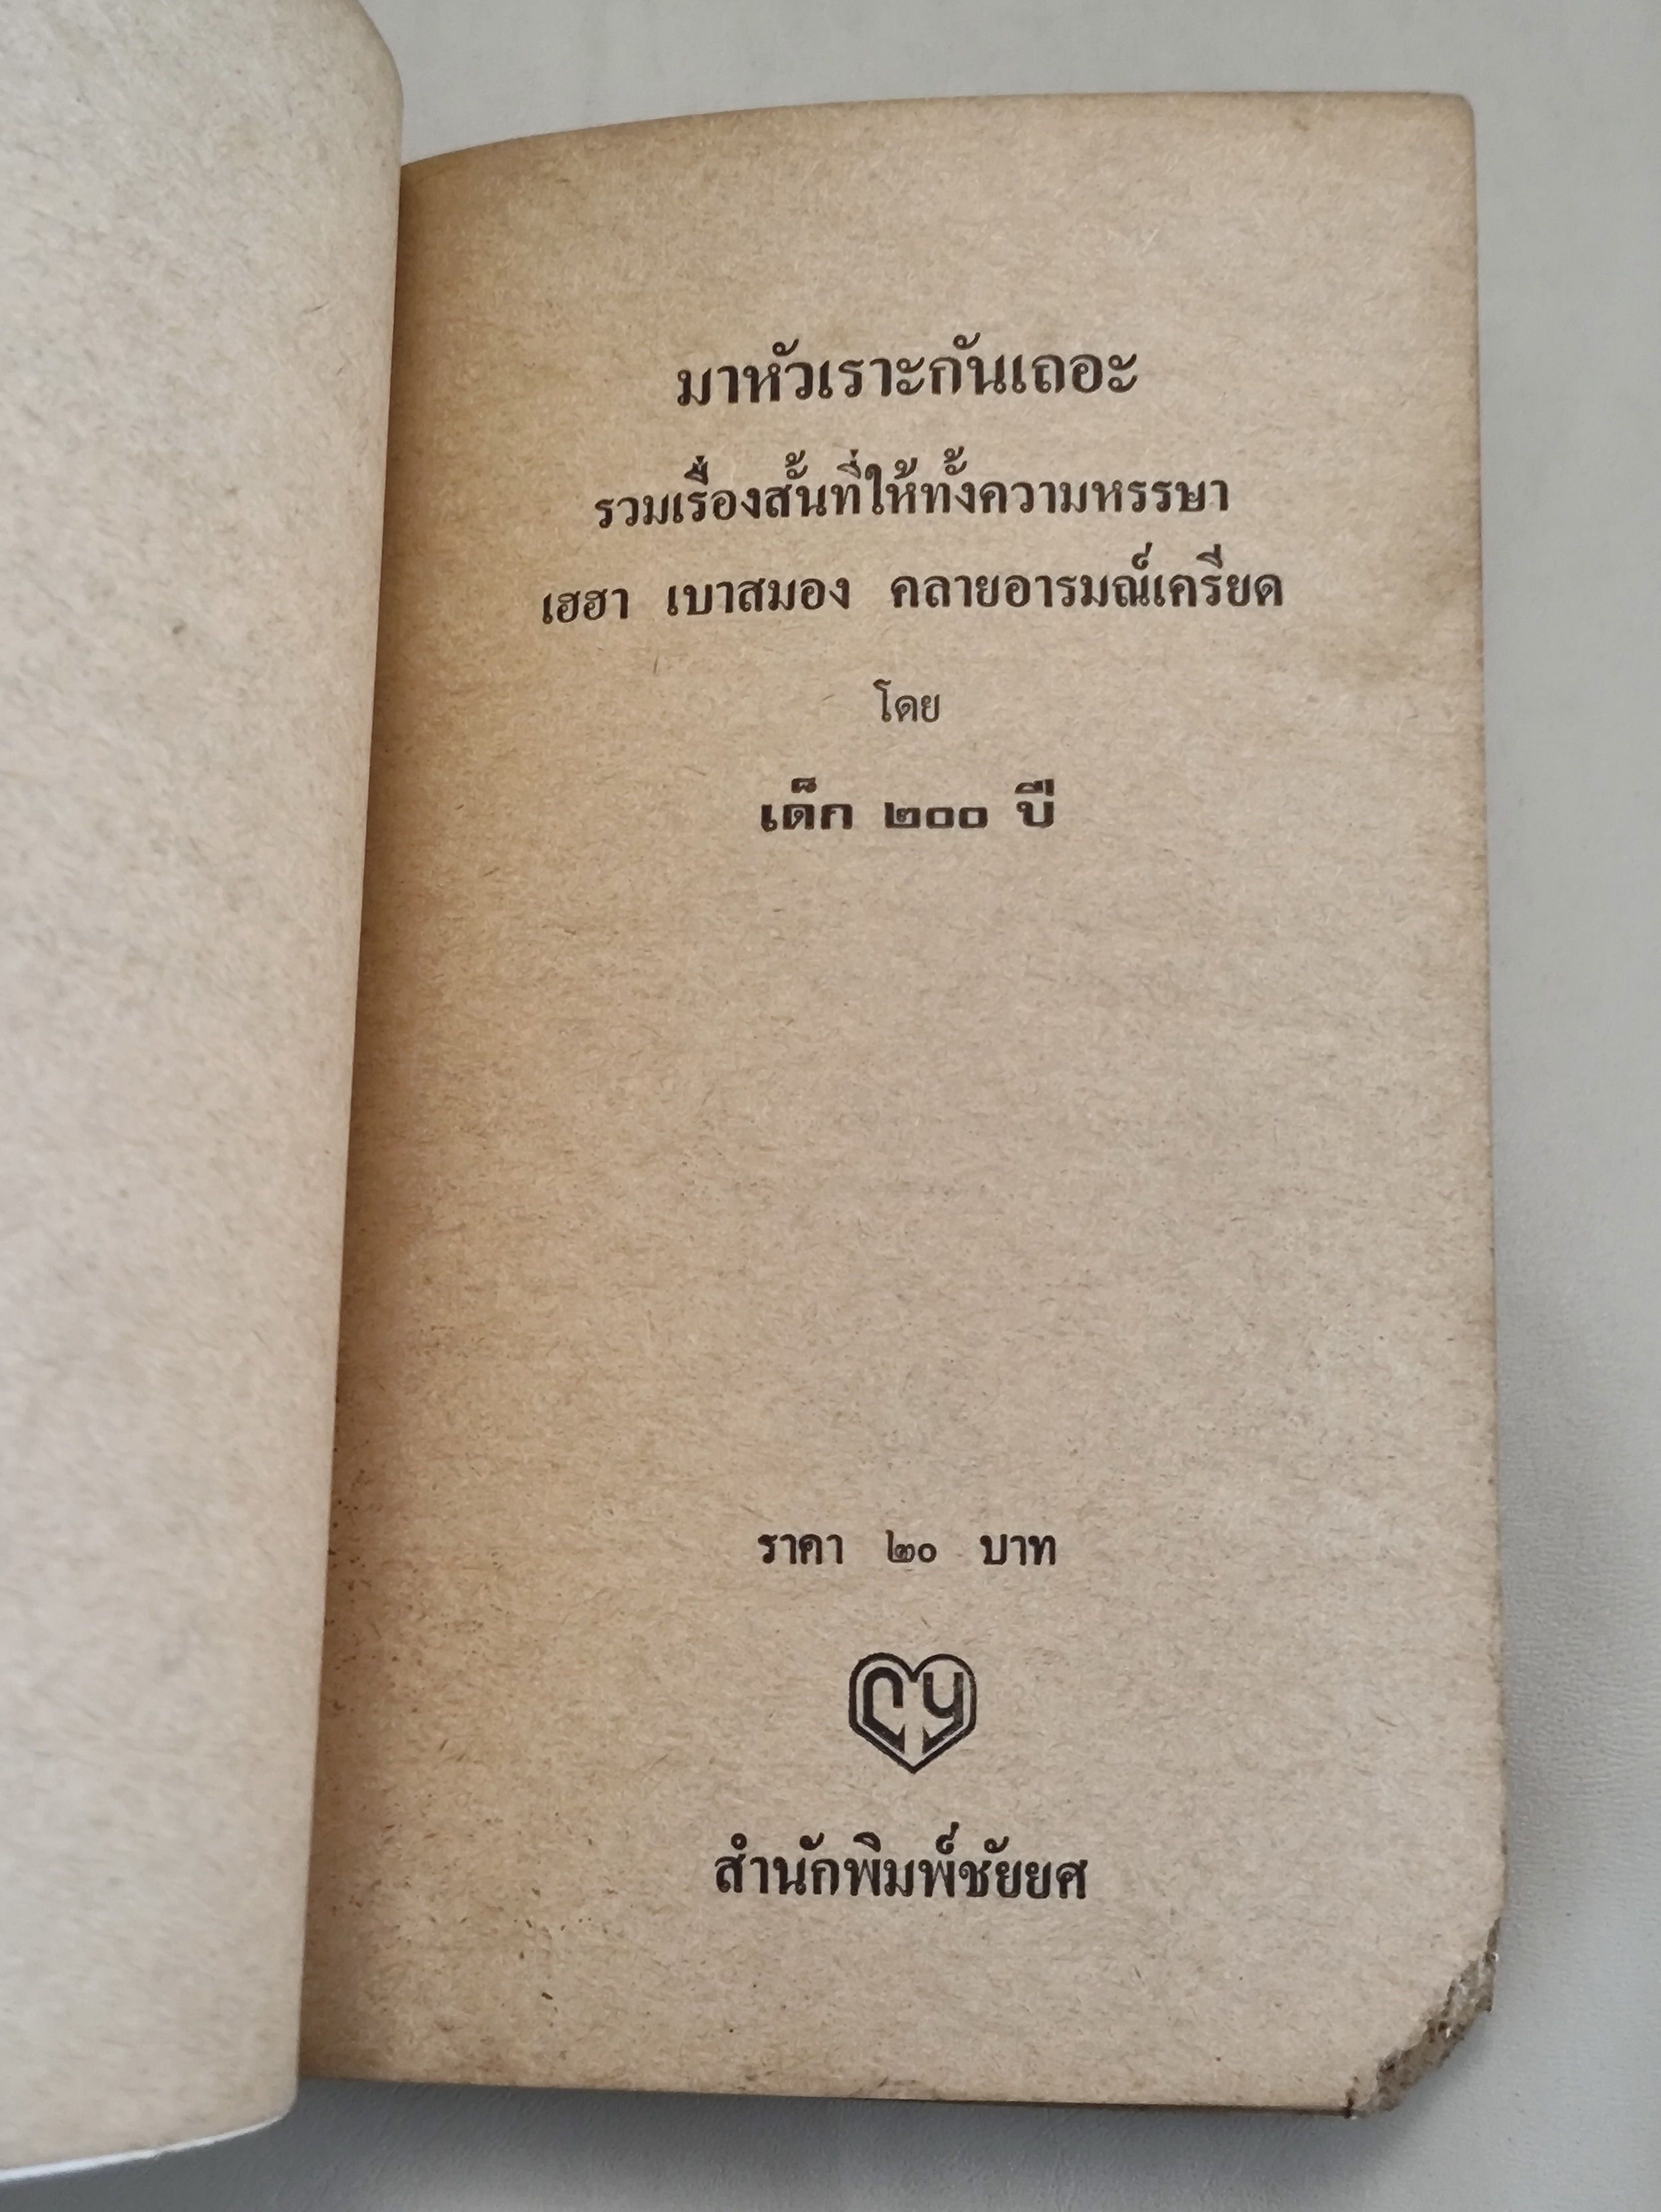 มาหัวเราะกันเถอะ
รวมเรื่องสั้นที่ให้ทั้งความหรรษา
เฮฮา เบาสมอง คลายอารมณ์เครียด
โดย
เด็ก ๒๐๐ ปี
ราคา ๒๐ บาท
สำนักพิมพ์ชัยยศ